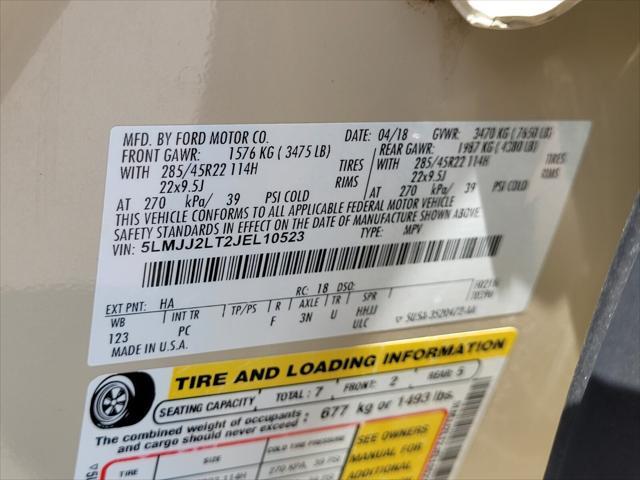 MFD. BY FORD MOTOR CO. DATE: 04/18 GVWR: 3470 KG ( 7650 LB)
FRONT GAWR: 1576 KG ( 3475 LB) REAR GAWR: 1987 KG ( 4380 LB)
WITH 285/45R22 114H TIRES WITH 285/45R22 114H TIRES
22x9.5J RIMS 22x9.5J RIMS
AT 270 kPa/ 39 PSI COLD AT 270 kPa/ 39 PSI COLD
THIS VEHICLE CONFORMS TO ALL APPLICABLE FEDERAL MOTOR VEHICLE
SAFETY STANDARDS IN EFFECT ON THE DATE OF MANUFACTURE SHOWN ABOVE.
VIN: 5LMJJ2LT2JEL10523 TYPE: MPV
EXT PNT: HA RC: 18 DSO:
WB INT TR TP/PS R AXLE TR SPR
123 PC F 3N U HHJJ
MADE IN U.S.A. ULC
TIRE AND LOADING INFORMATION
SEATING CAPACITY TOTAL: 7 FRONT: 2 REAR: 5
The combined weight of occupants
and cargo should never exceed : 677 kg or 1493 lbs.
TIRE SIZE COLD TIRE PRESSURE
SEE OWNERS
MANUAL FOR
ADDITIONAL
114H